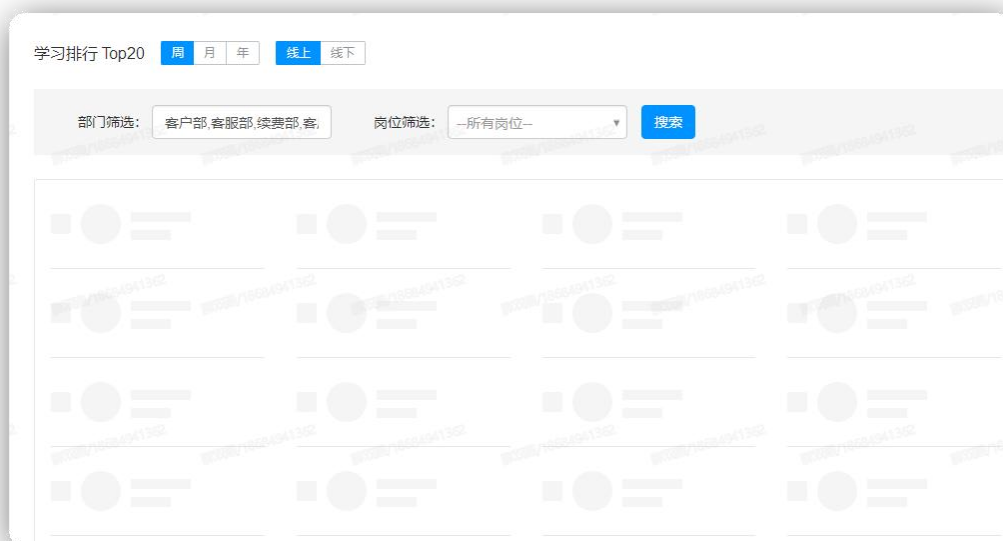 学习排行 Top20 周 月 年 线上 线下
部门筛选： 客户部,客服部,续费部,客, 岗位筛选： --所有岗位-- 搜索